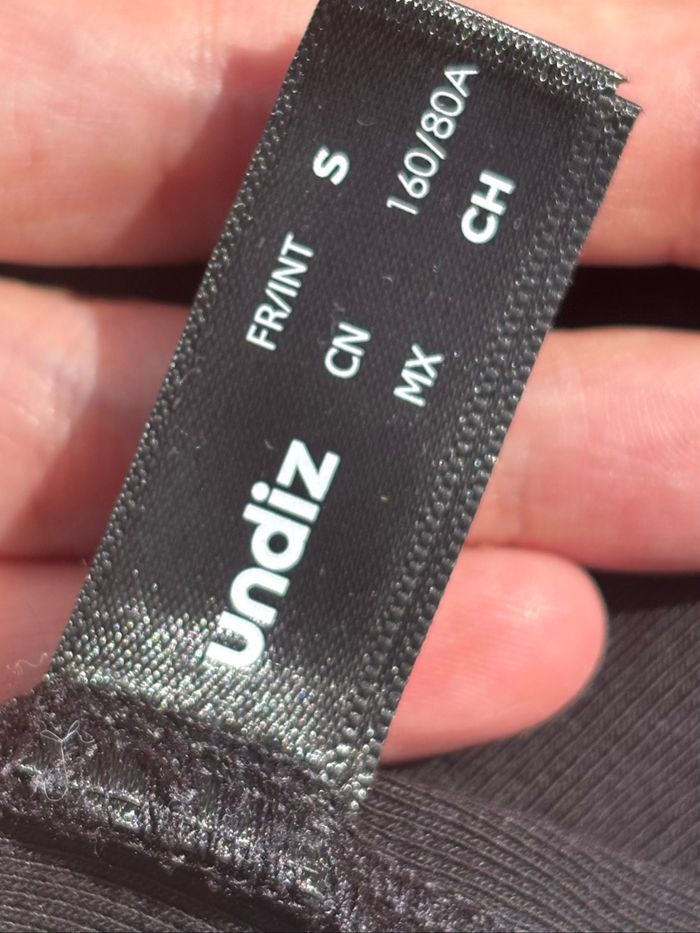 undiz
FR/INT S
CN 160/80A
MX CH